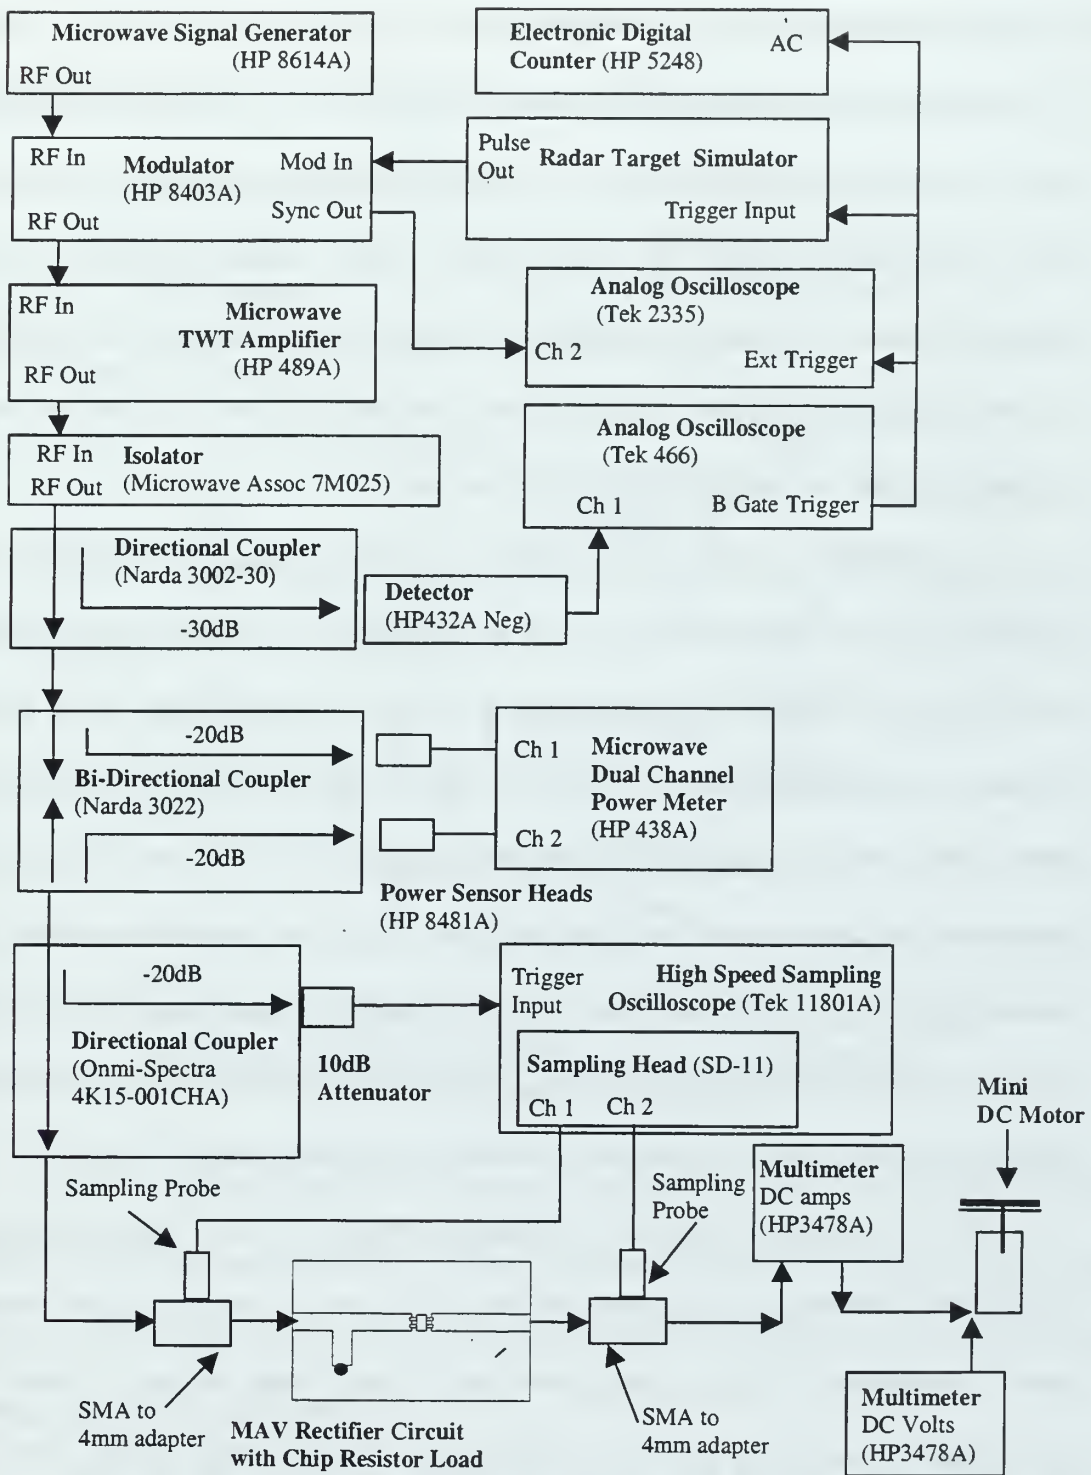 Microwave Signal Generator
(HP 8614A)
RF Out
Electronic Digital
Counter (HP 5248)
AC
RF In
Modulator
(HP 8403A)
Mod In
Sync Out
RF Out
Pulse
Out
Radar Target Simulator
Trigger Input
RF In
Microwave
TWT Amplifier
(HP 489A)
RF Out
Analog Oscilloscope
(Tek 2335)
Ch 2
Ext Trigger
RF In
RF Out
Isolator
(Microwave Assoc 7M025)
Analog Oscilloscope
(Tek 466)
Ch 1
B Gate Trigger
Directional Coupler
(Narda 3002-30)
-30dB
Detector
(HP432A Neg)
-20dB
Bi-Directional Coupler
(Narda 3022)
-20dB
Ch 1
Ch 2
Microwave
Dual Channel
Power Meter
(HP 438A)
Power Sensor Heads
(HP 8481A)
-20dB
Directional Coupler
(Onmi-Spectra
4K15-001CHA)
10dB
Attenuator
Trigger
Input
High Speed Sampling
Oscilloscope (Tek 11801A)
Sampling Head (SD-11)
Ch 1 Ch 2
Mini
DC Motor
Sampling Probe
Sampling
Probe
Multimeter
DC amps
(HP3478A)
SMA to
4mm adapter
MAV Rectifier Circuit
with Chip Resistor Load
SMA to
4mm adapter
Multimeter
DC Volts
(HP3478A)